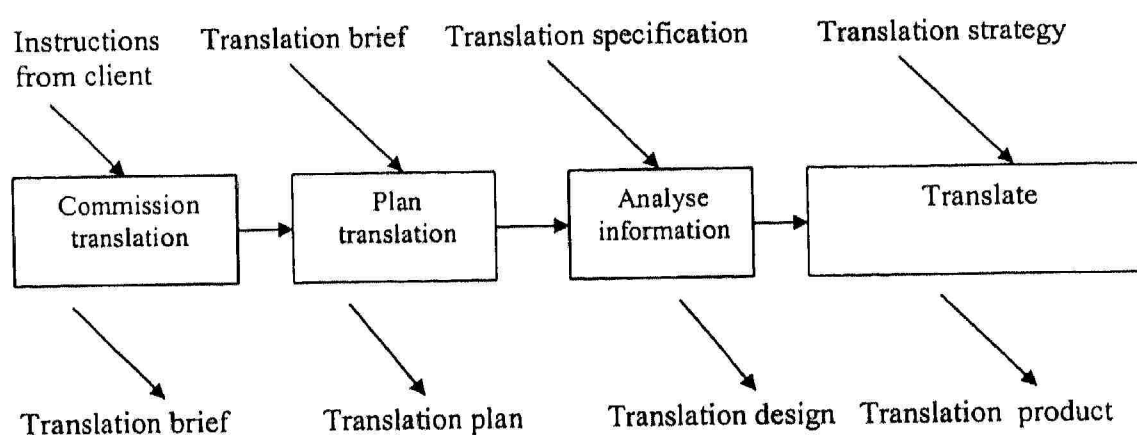 Instructions
from client
Translation brief
Translation specification
Translation strategy
Commission
translation
Plan
translation
Analyse
information
Translate
Translation brief
Translation plan
Translation design
Translation product